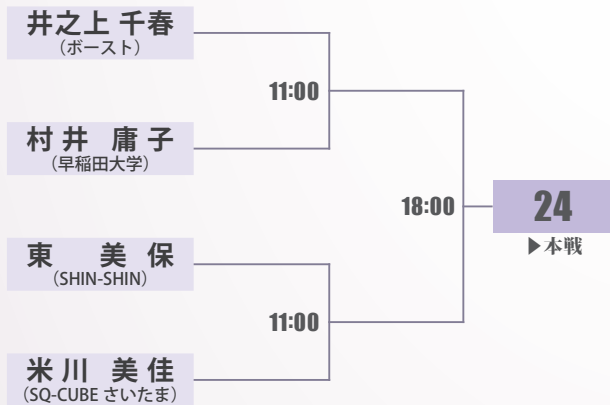 井之上 千春
（ボースト）
11:00
村井 庸子
（早稲田大学）
18:00
24
▶本戦
東 美保
（SHIN-SHIN）
11:00
米川 美佳
（SQ-CUBE さいたま）